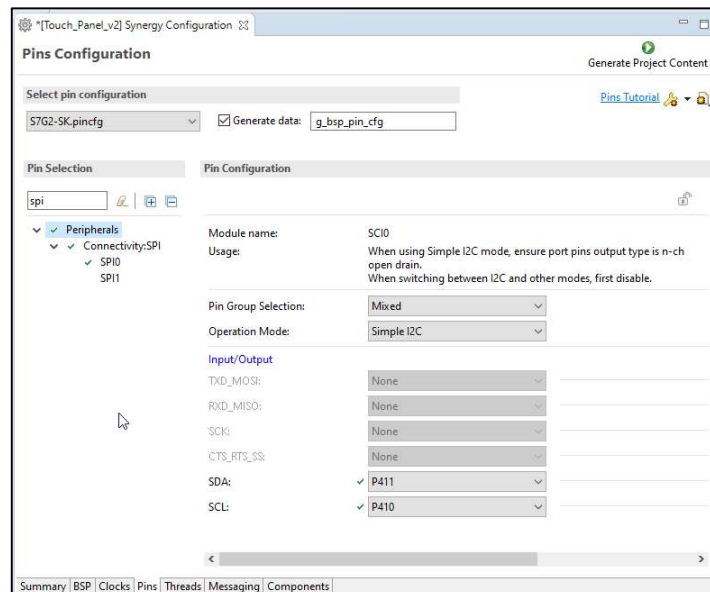 *[Touch_Panel_v2] Synergy Configuration
Pins Configuration
Generate Project Content
Select pin configuration
Pins Tutorial
S7G2-SK.pincfg
Generate data:
g_bsp_pin_cfg
Pin Selection
Pin Configuration
spi
Peripherals
Connectivity:SPI
SPI0
SPI1
Module name:
SCI0
Usage:
When using Simple I2C mode, ensure port pins output type is n-ch
open drain.
When switching between I2C and other modes, first disable.
Pin Group Selection:
Mixed
Operation Mode:
Simple I2C
Input/Output
TXD_MOSI:
None
RXD_MISO:
None
SCK:
None
CTS_RTS_SS:
None
SDA:
P411
SCL:
P410
Summary BSP Clocks Pins Threads Messaging Components